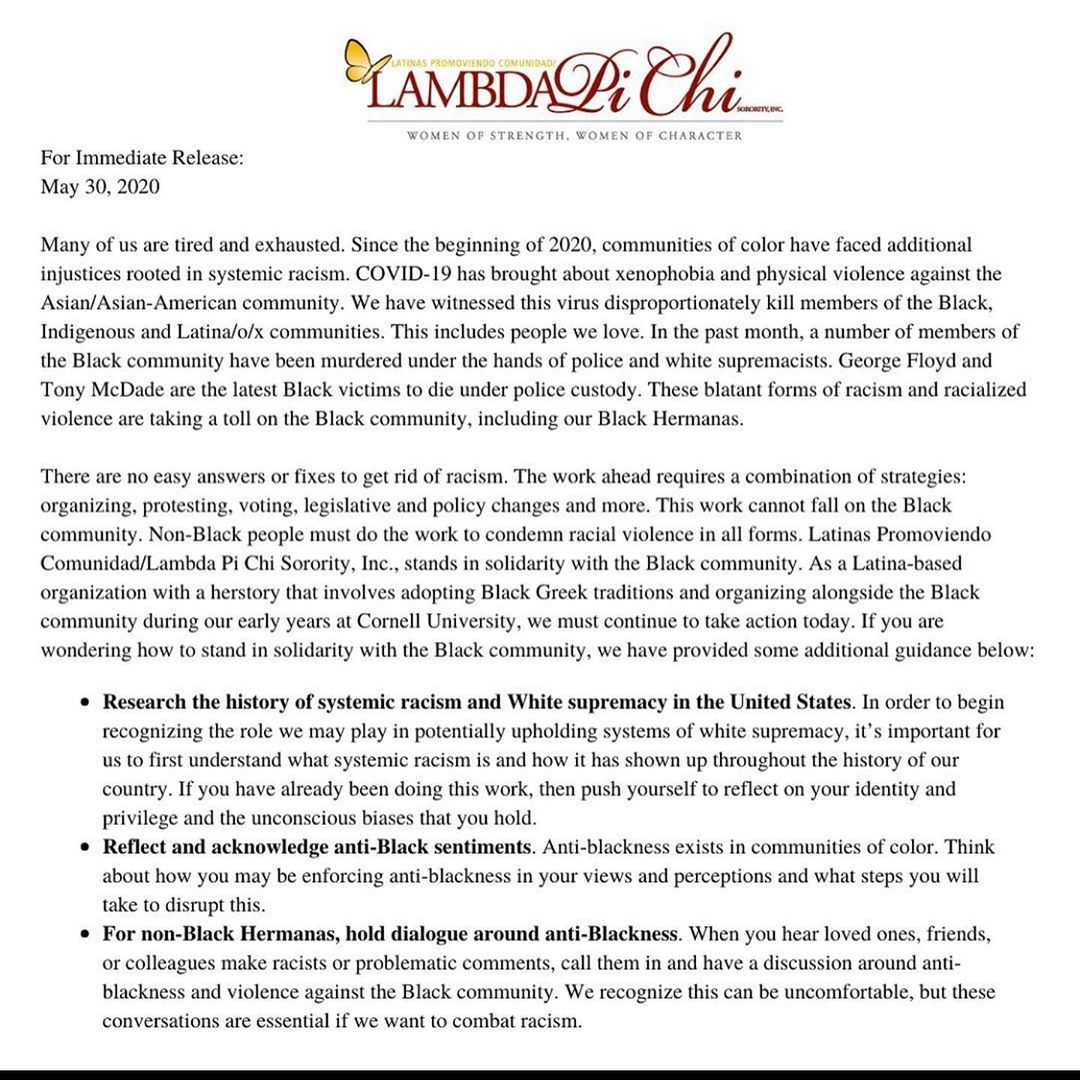 LATINAS PROMOVIENDO COMUNIDAD/
LAMBDA Pi Chi SORORITY, INC.
WOMEN OF STRENGTH, WOMEN OF CHARACTER
For Immediate Release:
May 30, 2020
Many of us are tired and exhausted. Since the beginning of 2020, communities of color have faced additional
injustices rooted in systemic racism. COVID-19 has brought about xenophobia and physical violence against the
Asian/Asian-American community. We have witnessed this virus disproportionately kill members of the Black,
Indigenous and Latina/o/x communities. This includes people we love. In the past month, a number of members of
the Black community have been murdered under the hands of police and white supremacists. George Floyd and
Tony McDade are the latest Black victims to die under police custody. These blatant forms of racism and racialized
violence are taking a toll on the Black community, including our Black Hermanas.
There are no easy answers or fixes to get rid of racism. The work ahead requires a combination of strategies:
organizing, protesting, voting, legislative and policy changes and more. This work cannot fall on the Black
community. Non-Black people must do the work to condemn racial violence in all forms. Latinas Promoviendo
Comunidad/Lambda Pi Chi Sorority, Inc., stands in solidarity with the Black community. As a Latina-based
organization with a herstory that involves adopting Black Greek traditions and organizing alongside the Black
community during our early years at Cornell University, we must continue to take action today. If you are
wondering how to stand in solidarity with the Black community, we have provided some additional guidance below:
• Research the history of systemic racism and White supremacy in the United States. In order to begin
recognizing the role we may play in potentially upholding systems of white supremacy, it's important for
us to first understand what systemic racism is and how it has shown up throughout the history of our
country. If you have already been doing this work, then push yourself to reflect on your identity and
privilege and the unconscious biases that you hold.
• Reflect and acknowledge anti-Black sentiments. Anti-blackness exists in communities of color. Think
about how you may be enforcing anti-blackness in your views and perceptions and what steps you will
take to disrupt this.
• For non-Black Hermanas, hold dialogue around anti-Blackness. When you hear loved ones, friends,
or colleagues make racists or problematic comments, call them in and have a discussion around anti-
blackness and violence against the Black community. We recognize this can be uncomfortable, but these
conversations are essential if we want to combat racism.